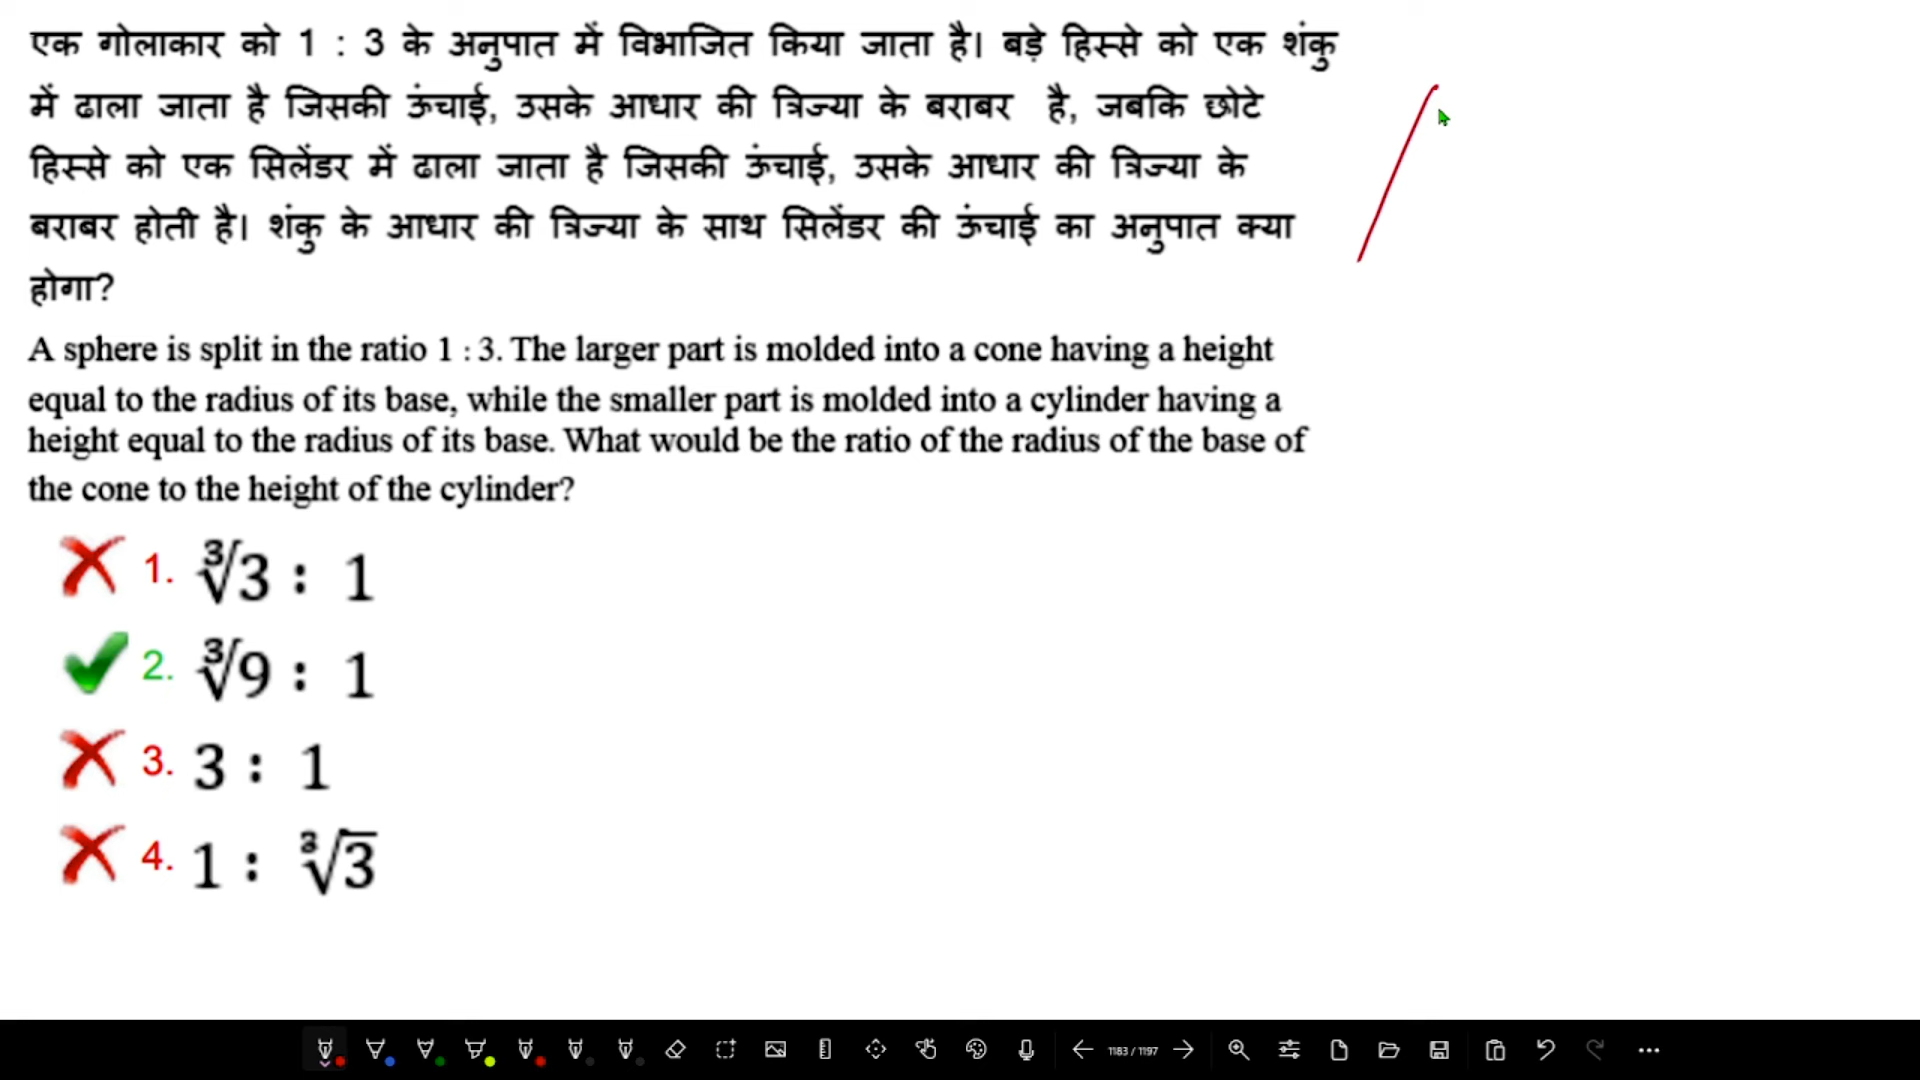 एक गोलाकार को 1 : 3 के अनुपात में विभाजित किया जाता है। बड़े हिस्से को एक शंकु
में ढाला जाता है जिसकी ऊंचाई, उसके आधार की त्रिज्या के बराबर है, जबकि छोटे
हिस्से को एक सिलेंडर में ढाला जाता है जिसकी ऊंचाई, उसके आधार की त्रिज्या के
बराबर होती है। शंकु के आधार की त्रिज्या के साथ सिलेंडर की ऊंचाई का अनुपात क्या
होगा?
A sphere is split in the ratio 1 : 3. The larger part is molded into a cone having a height
equal to the radius of its base, while the smaller part is molded into a cylinder having a
height equal to the radius of its base. What would be the ratio of the radius of the base of
the cone to the height of the cylinder?
1. ∛3 : 1
2. ∛9 : 1
3. 3 : 1
4. 1 : ∛3
1183 / 1197